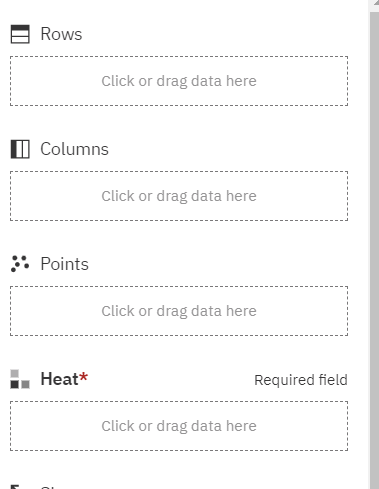 Rows
Click or drag data here
Columns
Click or drag data here
Points
Click or drag data here
Heat* Required field
Click or drag data here